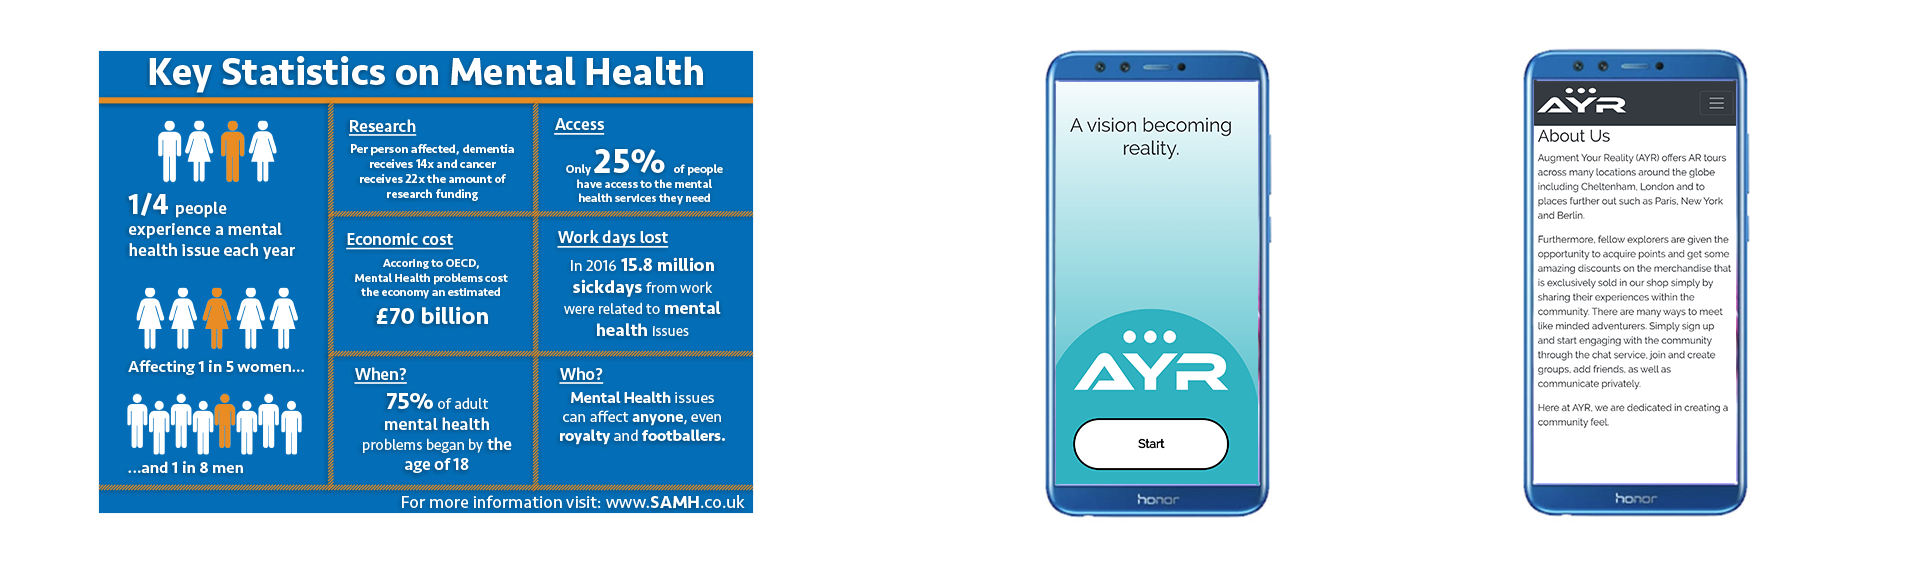 Key Statistics on Mental Health
1/4 people
experience a mental
health issue each year
Affecting 1 in 5 women...
...and 1 in 8 men
Research
Per person affected, dementia
receives 14x and cancer
receives 22x the amount of
research funding
Access
Only 25% of people
have access to the mental
health services they need
Economic cost
Accoring to OECD,
Mental Health problems cost
the economy an estimated
£70 billion
Work days lost
In 2016 15.8 million
sickdays from work
were related to mental
health issues
When?
75% of adult
mental health
problems began by the
age of 18
Who?
Mental Health issues
can affect anyone, even
royalty and footballers.
For more information visit: www.SAMH.co.uk
A vision becoming
reality.
AYR
Start
honor
AYR
About Us
Augment Your Reality (AYR) offers AR tours
across many locations around the globe
including Cheltenham, London and to
places further out such as Paris, New York
and Berlin.
Furthermore, fellow explorers are given the
opportunity to acquire points and get some
amazing discounts on the merchandise that
is exclusively sold in our shop simply by
sharing their experiences within the
community. There are many ways to meet
like minded adventurers. Simply sign up
and start engaging with the community
through the chat service, join and create
groups, add friends, as well as
communicate privately.
Here at AYR, we are dedicated in creating a
community feel.
honor